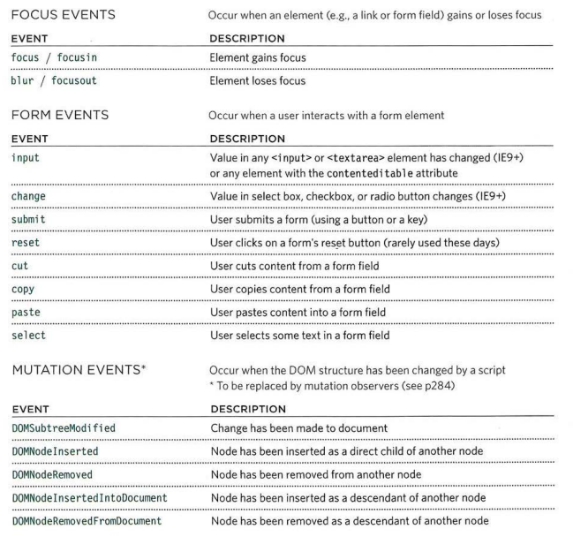 FOCUS EVENTS Occur when an element (e.g., a link or form field) gains or loses focus
EVENT DESCRIPTION
focus / focusin Element gains focus
blur / focusout Element loses focus
FORM EVENTS Occur when a user interacts with a form element
EVENT DESCRIPTION
input Value in any <input> or <textarea> element has changed (IE9+)
or any element with the contenteditable attribute
change Value in select box, checkbox, or radio button changes (IE9+)
submit User submits a form (using a button or a key)
reset User clicks on a form's reset button (rarely used these days)
cut User cuts content from a form field
copy User copies content from a form field
paste User pastes content into a form field
select User selects some text in a form field
MUTATION EVENTS* Occur when the DOM structure has been changed by a script
* To be replaced by mutation observers (see p284)
EVENT DESCRIPTION
DOMSubtreeModified Change has been made to document
DOMNodeInserted Node has been inserted as a direct child of another node
DOMNodeRemoved Node has been removed from another node
DOMNodeInsertedIntoDocument Node has been inserted as a descendant of another node
DOMNodeRemovedFromDocument Node has been removed as a descendant of another node